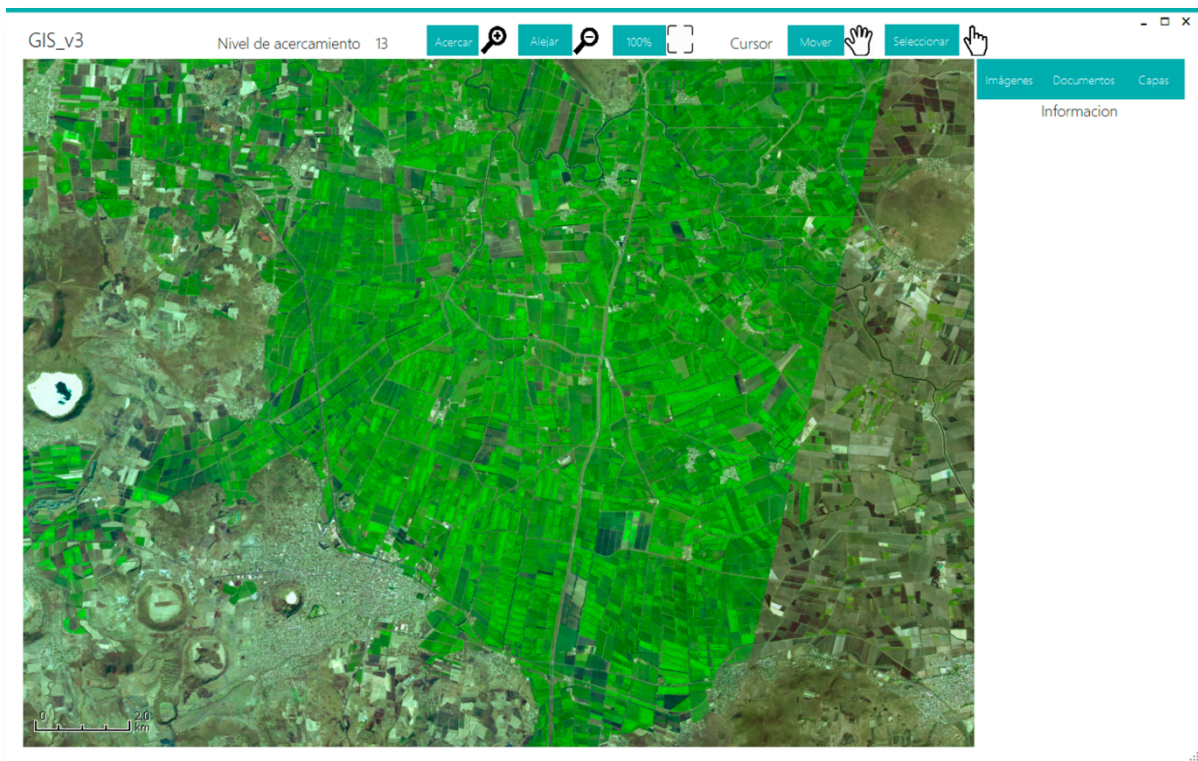 GIS_v3
Nivel de acercamiento 13
Acercar
Alejar
100%
Cursor
Mover
Seleccionar
Imágenes Documentos Capas
Informacion
0 2.0
km